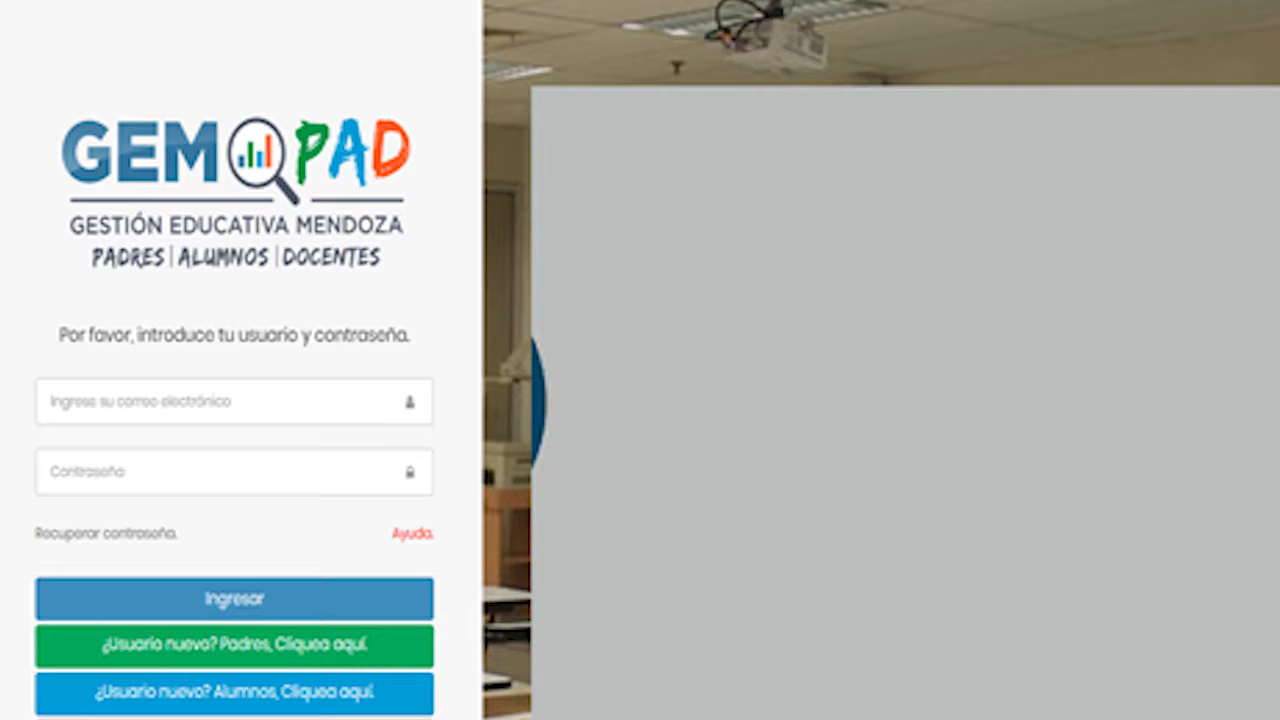 GEM PAD
GESTIÓN EDUCATIVA MENDOZA
PADRES | ALUMNOS | DOCENTES
Por favor, introduce tu usuario y contraseña.
Ingrese su correo electrónico
Contraseña
Recuperar contraseña. Ayuda.
Ingresar
¿Usuario nuevo? Padres, Cliquea aquí.
¿Usuario nuevo? Alumnos, Cliquea aquí.